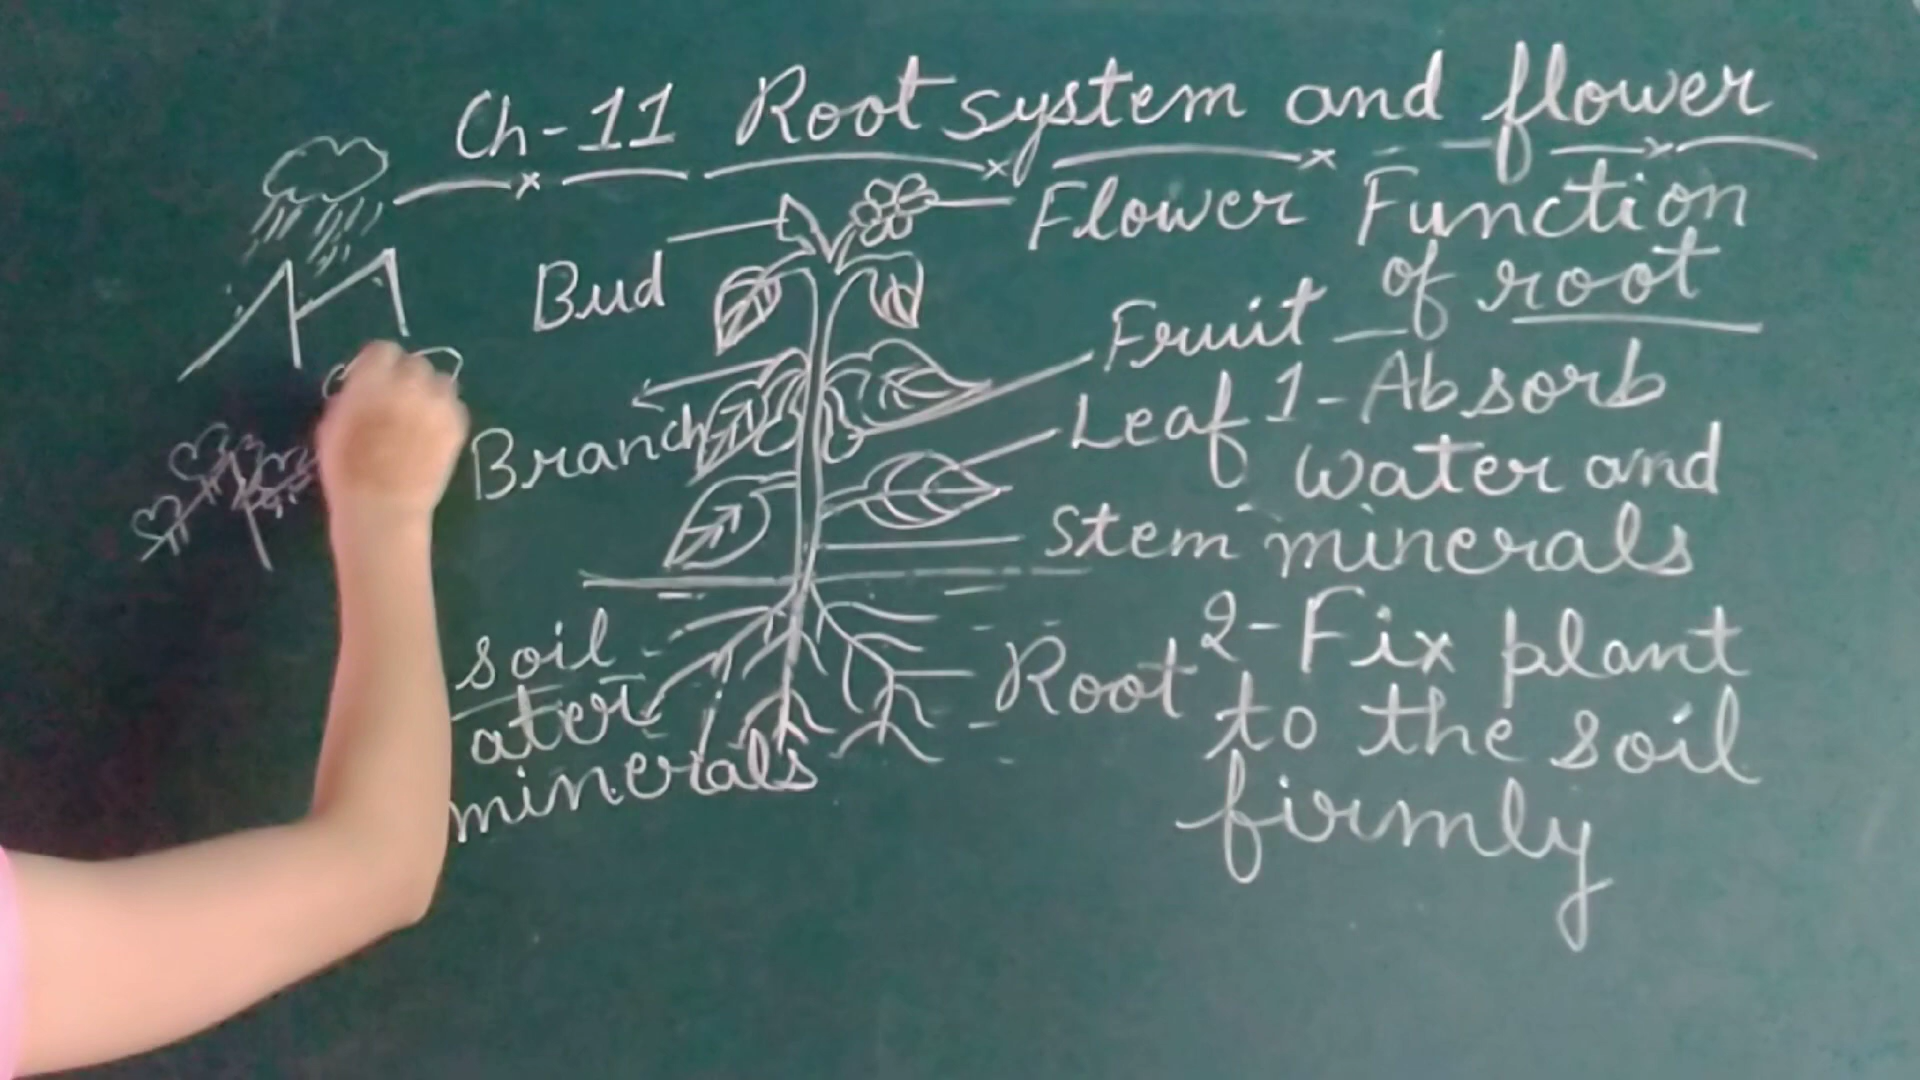 Ch-11 Root system and flower
Bud
Flower
Fruit
Branch
Leaf
Stem
soil
ater
minerals
Root
Function
of root
1-Absorb
water and
minerals
2-Fix plant
to the soil
firmly